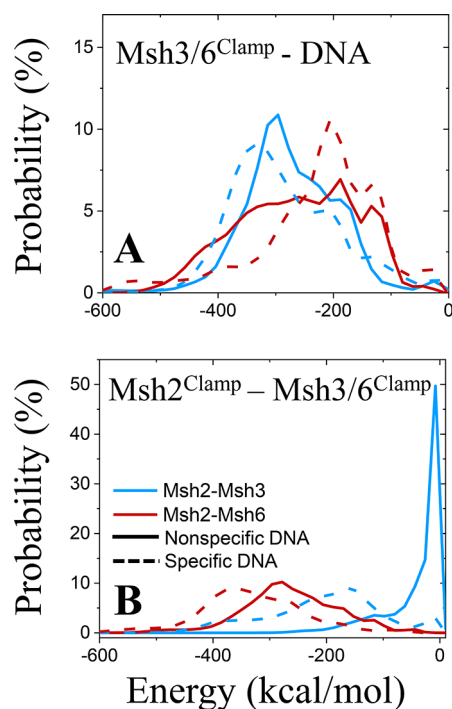 Probability (%)
15
10
5
0
Msh3/6^Clamp - DNA
A
-600
-400
-200
0
Probability (%)
50
40
30
20
10
0
Msh2^Clamp – Msh3/6^Clamp
Msh2-Msh3
Msh2-Msh6
Nonspecific DNA
Specific DNA
B
-600
-400
-200
0
Energy (kcal/mol)